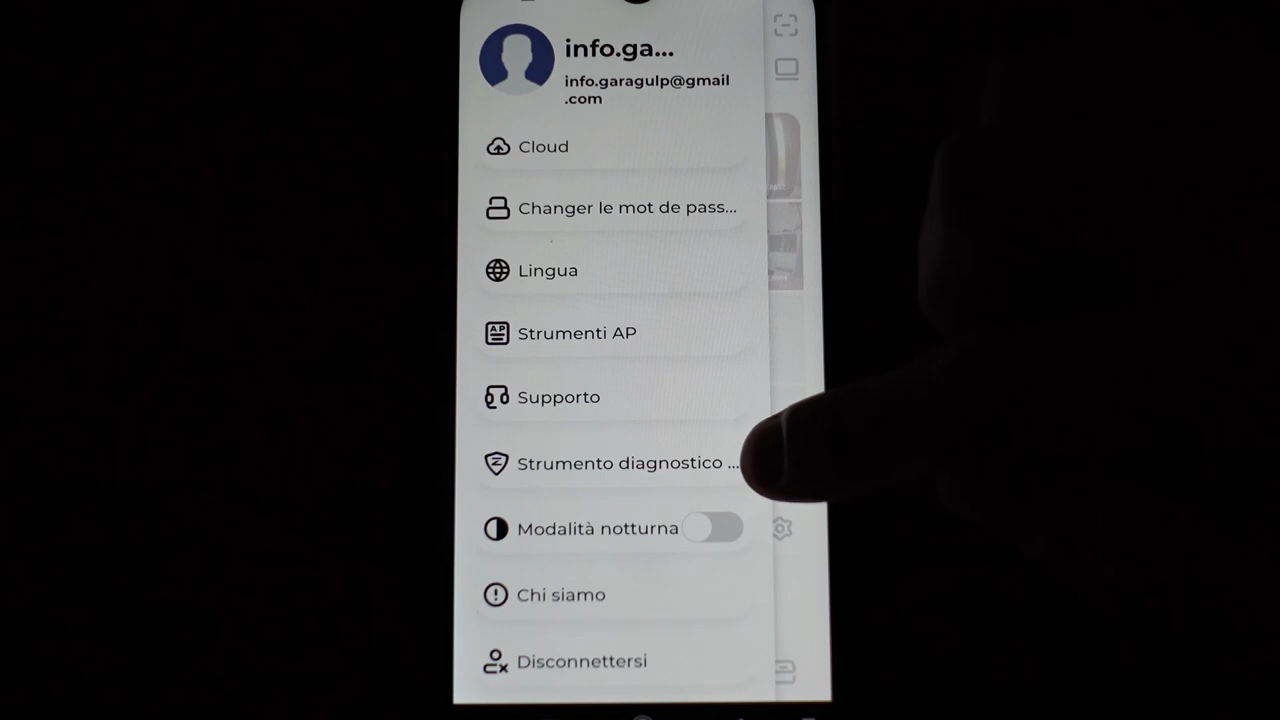 info.ga...
info.garagulp@gmail
.com
Cloud
Changer le mot de pass...
Lingua
AP Strumenti AP
Supporto
Strumento diagnostico ...
Modalità notturna
Chi siamo
Disconnettersi